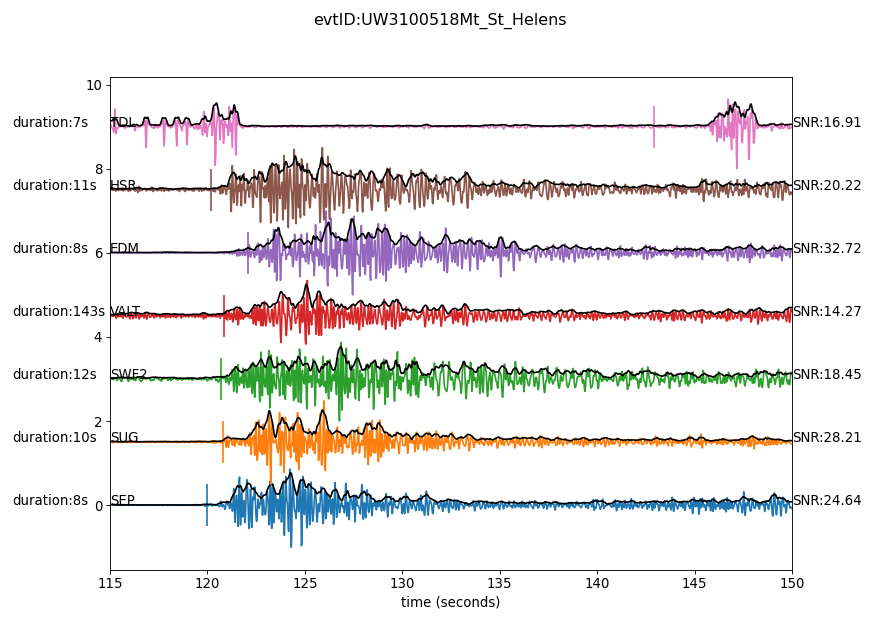 evtID:UW3100518Mt_St_Helens
10
duration:7s TDL SNR:16.91
8
duration:11s HSR SNR:20.22
duration:8s EDM SNR:32.72
6
duration:143s VALT SNR:14.27
4
duration:12s SWF2 SNR:18.45
2
duration:10s SUG SNR:28.21
duration:8s SEP SNR:24.64
0
115 120 125 130 135 140 145 150
time (seconds)